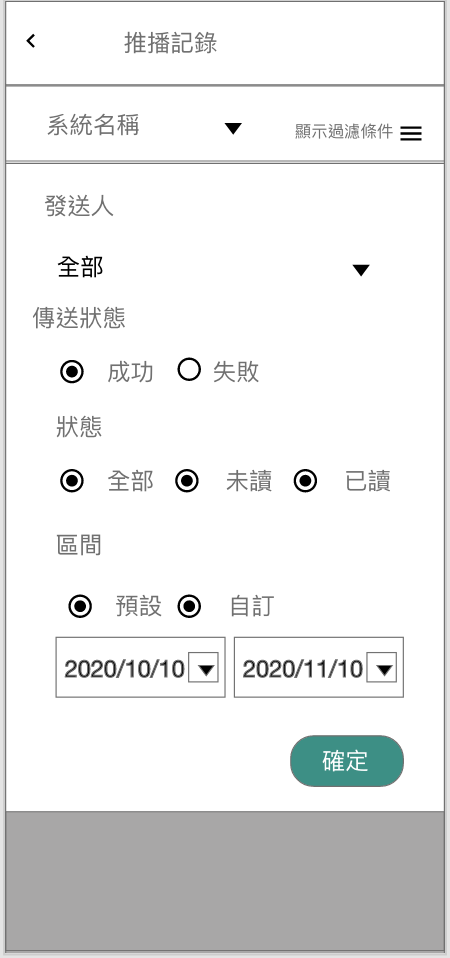 推播記錄
系統名稱 顯示過濾條件
發送人
全部
傳送狀態
成功 失敗
狀態
全部 未讀 已讀
區間
預設 自訂
2020/10/10 2020/11/10
確定